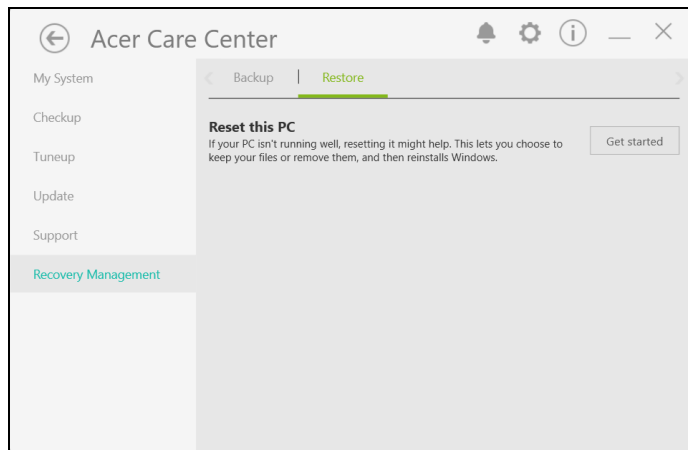 Acer Care Center
My System
Checkup
Tuneup
Update
Support
Recovery Management
Backup | Restore
Reset this PC
If your PC isn't running well, resetting it might help. This lets you choose to
keep your files or remove them, and then reinstalls Windows.
Get started